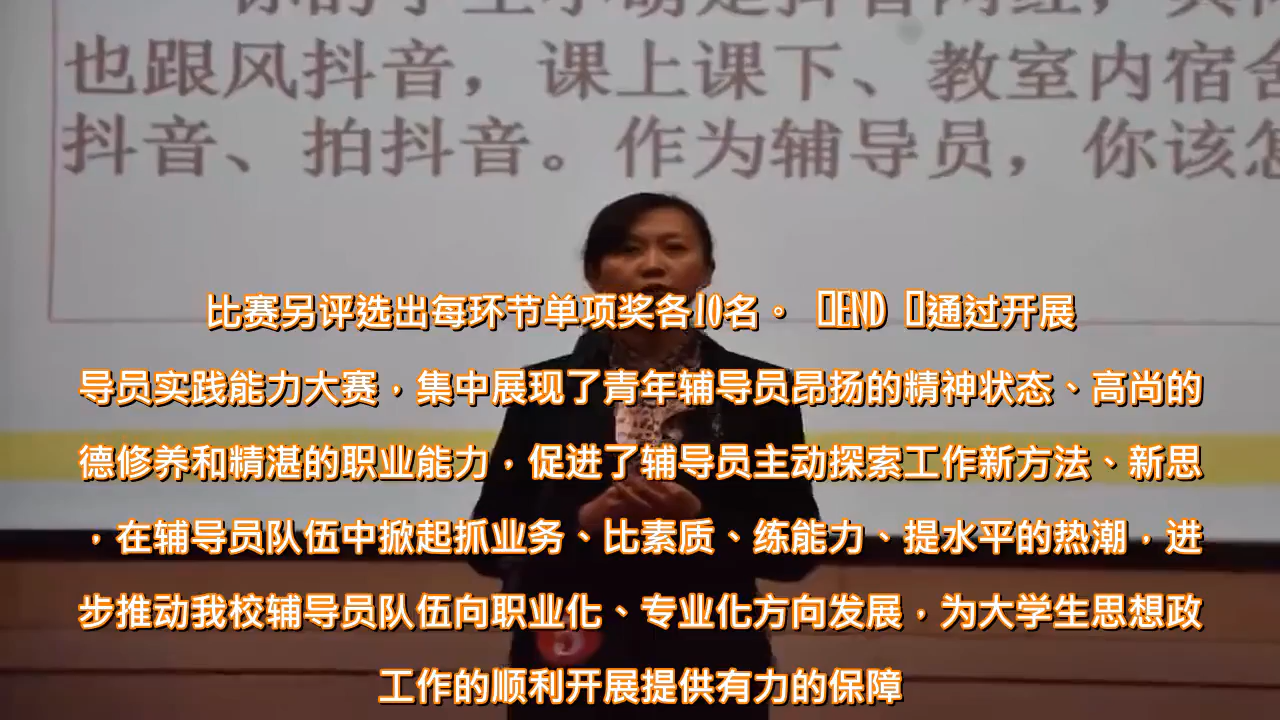 也跟风抖音，课上课下、教室内宿舍
抖音、拍抖音。作为辅导员，你该怎
比赛另评选出每环节单项奖各10名。 END 通过开展
导员实践能力大赛，集中展现了青年辅导员昂扬的精神状态、高尚的
德修养和精湛的职业能力，促进了辅导员主动探索工作新方法、新思
，在辅导员队伍中掀起抓业务、比素质、练能力、提水平的热潮，进
步推动我校辅导员队伍向职业化、专业化方向发展，为大学生思想政
工作的顺利开展提供有力的保障